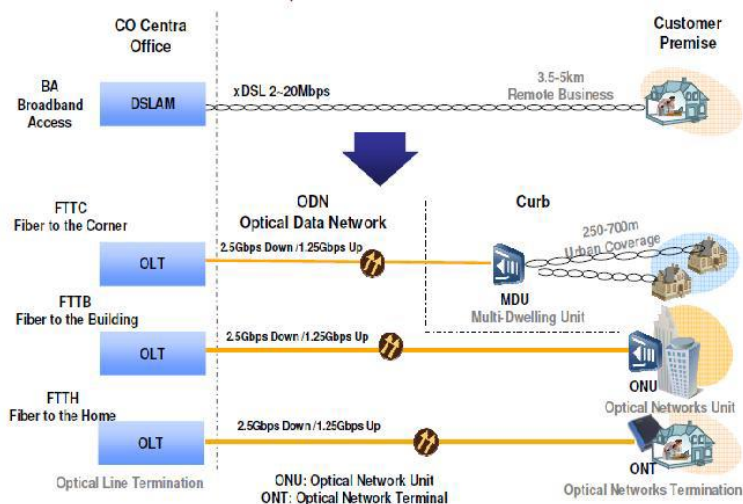 CO Centra
Office
Customer
Premise
BA
Broadband
Access
DSLAM
xDSL 2~20Mbps
3.5-5km
Remote Business
ODN
Optical Data Network
Curb
FTTC
Fiber to the Corner
OLT
2.5Gbps Down /1.25Gbps Up
250-700m
Urban Coverage
MDU
Multi-Dwelling Unit
FTTB
Fiber to the Building
OLT
2.5Gbps Down /1.25Gbps Up
ONU
Optical Networks Unit
FTTH
Fiber to the Home
OLT
2.5Gbps Down /1.25Gbps Up
ONT
Optical Networks Termination
Optical Line Termination
ONU: Optical Network Unit
ONT: Optical Network Terminal